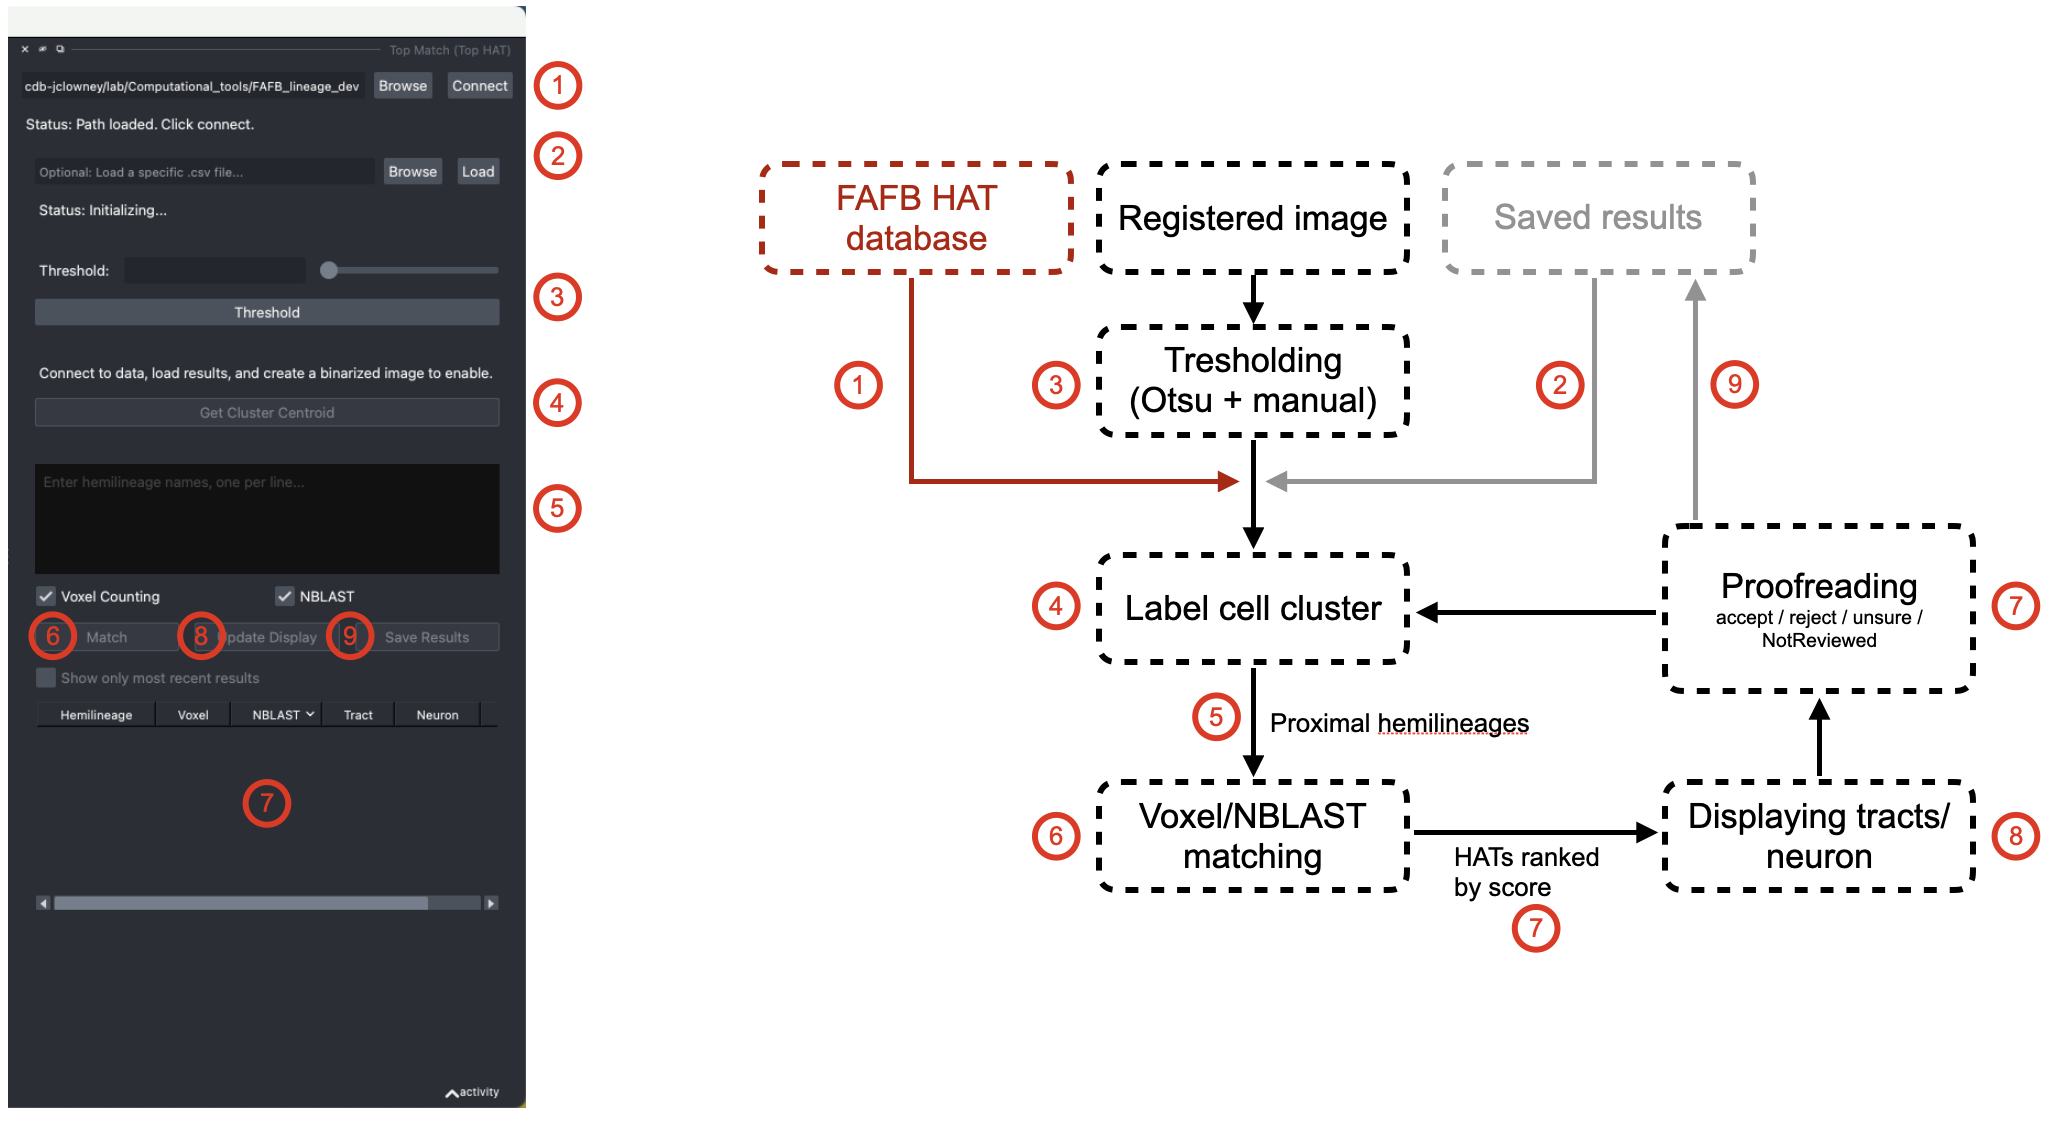 Top Match (Top HAT)
cdb-jclowney/lab/Computational_tools/FAFB_lineage_dev Browse Connect
1
Status: Path loaded. Click connect.
2
Optional: Load a specific .csv file... Browse Load
Status: Initializing...
Threshold:
3
Threshold
Connect to data, load results, and create a binarized image to enable.
Get Cluster Centroid
4
Enter hemilineage names, one per line...
5
Voxel Counting NBLAST
6 Match 8 Update Display 9 Save Results
Show only most recent results
Hemilineage Voxel NBLAST Tract Neuron
7
activity
FAFB HAT
database
Registered image
Saved results
1
3
Tresholding
(Otsu + manual)
2
9
4
Label cell cluster
Proofreading
accept / reject / unsure /
NotReviewed
7
5
Proximal hemilineages
6
Voxel/NBLAST
matching
HATs ranked
by score
7
Displaying tracts/
neuron
8